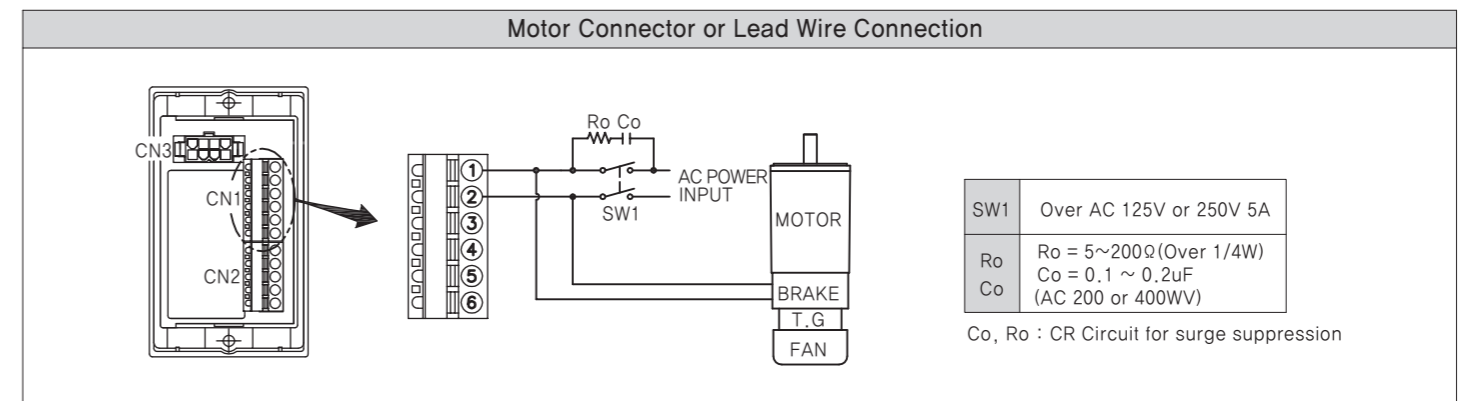 Motor Connector or Lead Wire Connection
CN3
CN1
CN2
①
②
③
④
⑤
⑥
Ro Co
SW1
AC POWER
INPUT
MOTOR
BRAKE
T.G
FAN
SW1 Over AC 125V or 250V 5A
Ro Ro = 5~200Ω(Over 1/4W)
Co Co = 0.1 ~ 0.2uF
(AC 200 or 400WV)
Co, Ro : CR Circuit for surge suppression